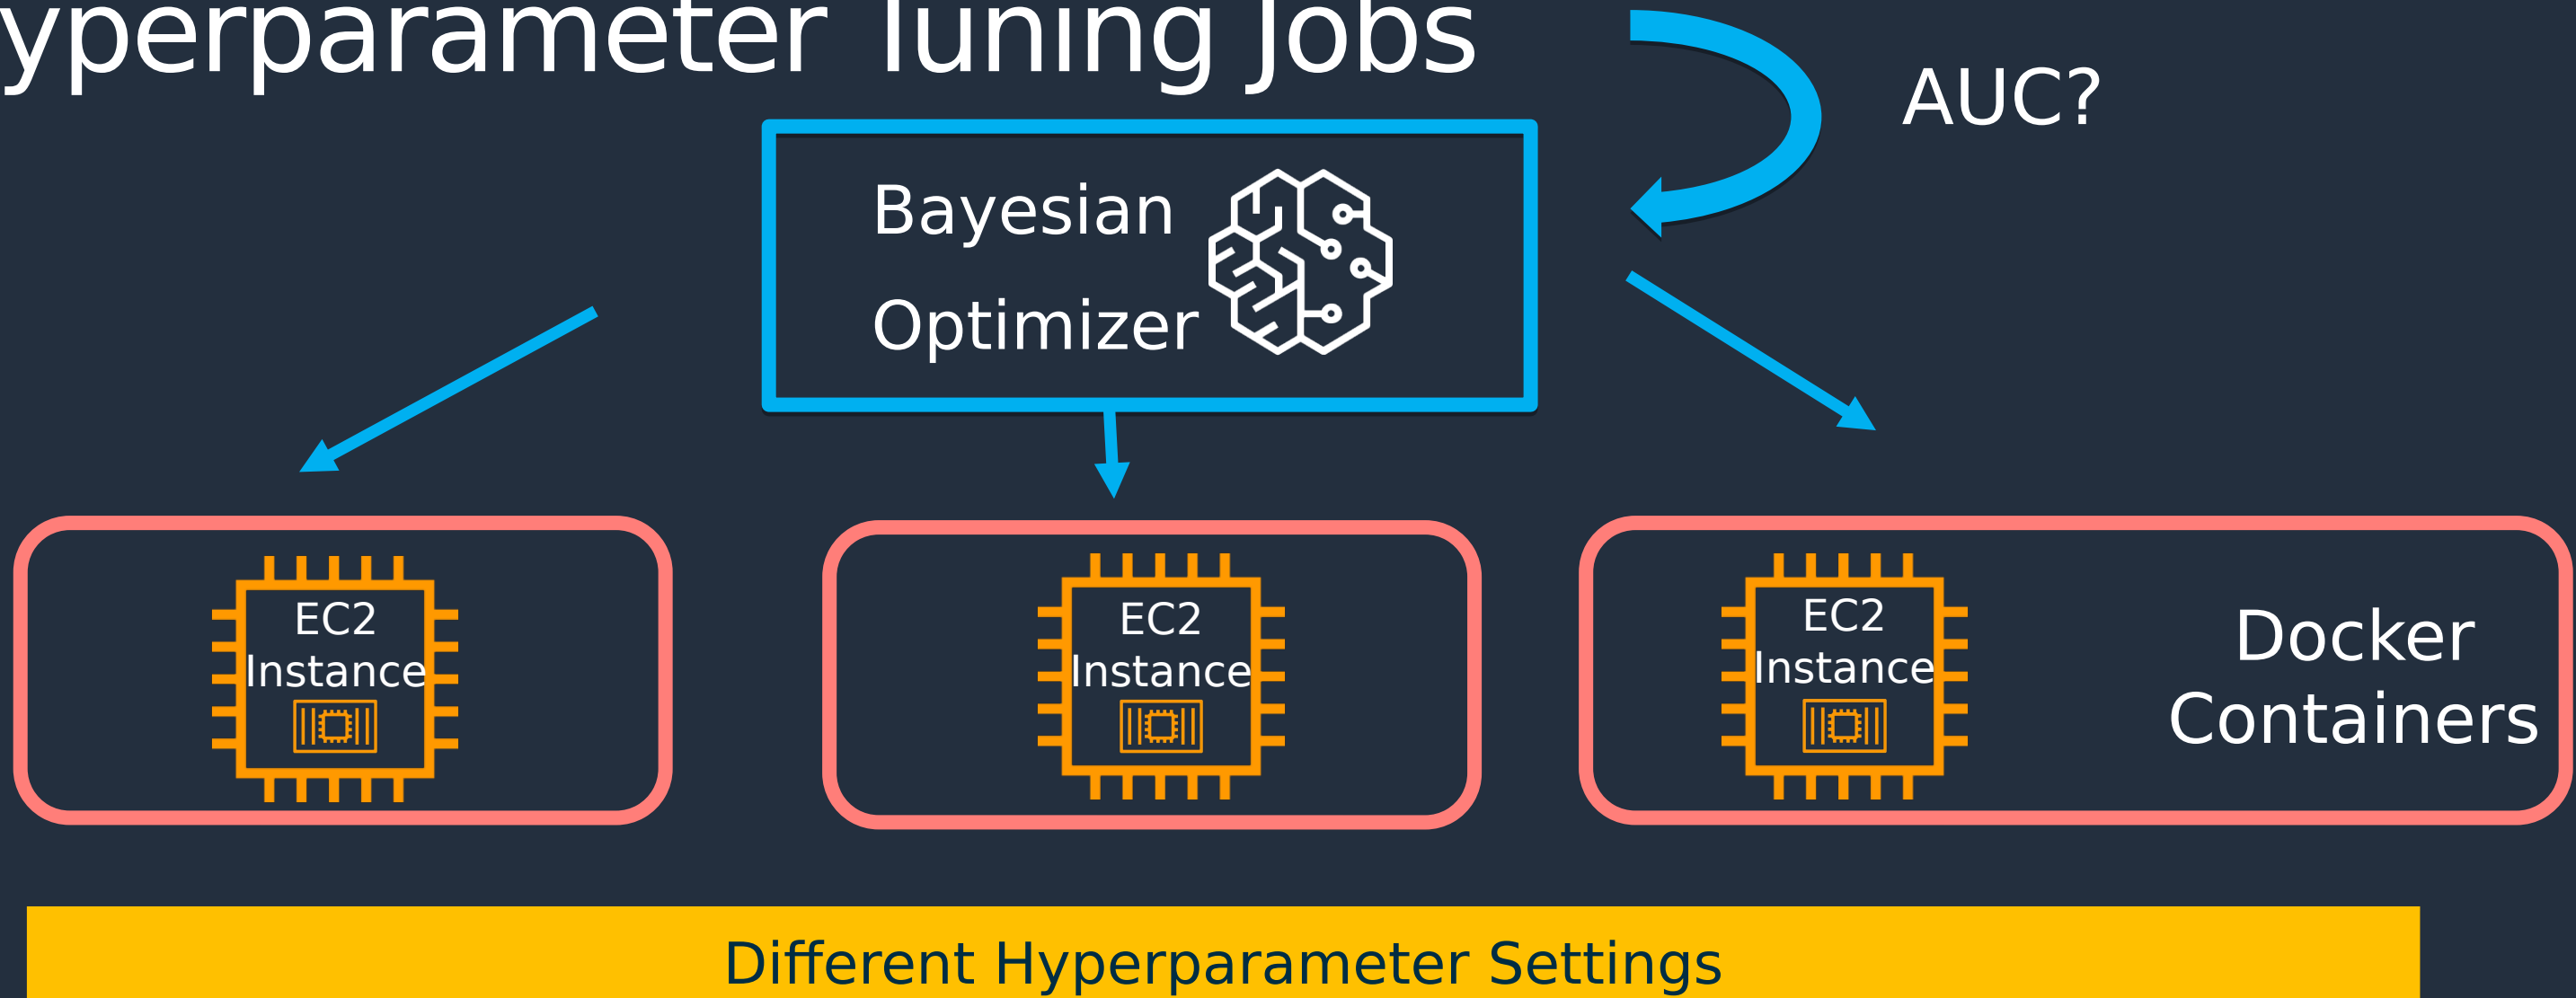 yperparameter Tuning Jobs
AUC?
Bayesian
Optimizer
EC2
Instance
EC2
Instance
EC2
Instance
Docker
Containers
Different Hyperparameter Settings